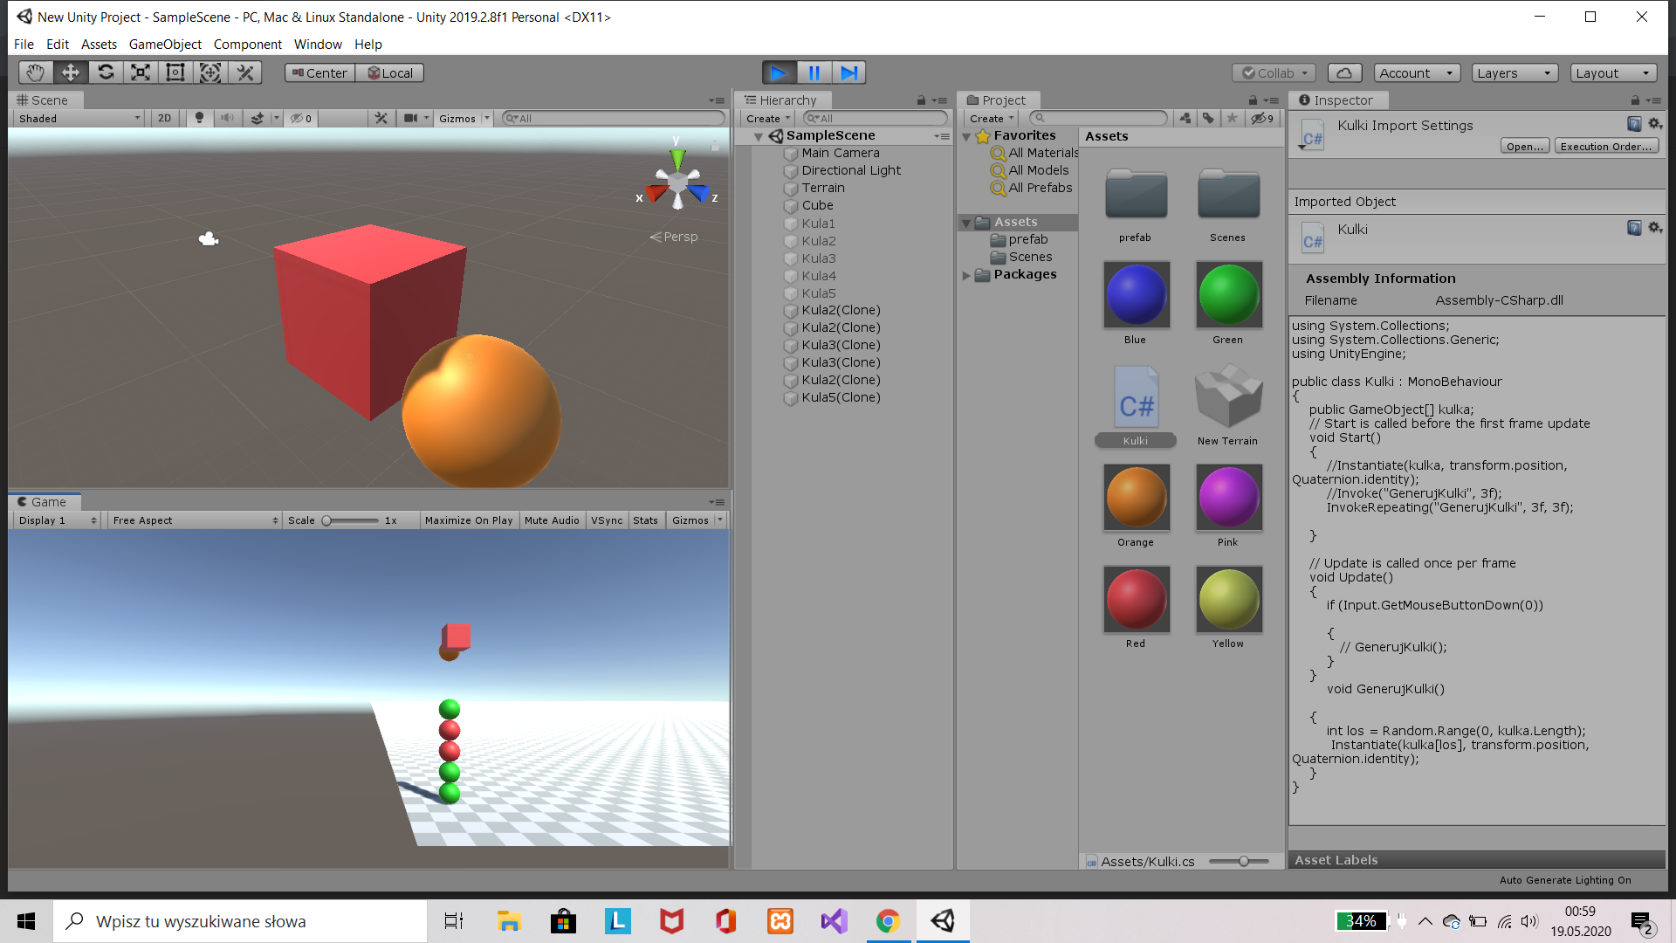 New Unity Project - SampleScene - PC, Mac & Linux Standalone - Unity 2019.2.8f1 Personal <DX11>
File Edit Assets GameObject Component Window Help
Center Local Collab Account Layers Layout
Scene
Shaded 2D 0 Gizmos All
y
x z
Persp
Game
Display 1 Free Aspect Scale 1x Maximize On Play Mute Audio VSync Stats Gizmos
Hierarchy
Create All
SampleScene
Main Camera
Directional Light
Terrain
Cube
Kula1
Kula2
Kula3
Kula4
Kula5
Kula2(Clone)
Kula2(Clone)
Kula3(Clone)
Kula3(Clone)
Kula2(Clone)
Kula5(Clone)
Project
Create 9
Favorites
All Materials
All Models
All Prefabs
Assets
prefab
Scenes
Packages
Assets
prefab Scenes
Blue Green
C#
Kulki New Terrain
Orange Pink
Red Yellow
Assets/Kulki.cs
Inspector
C#
Kulki Import Settings
Open... Execution Order...
Imported Object
C#
Kulki
Assembly Information
Filename Assembly-CSharp.dll
using System.Collections;
using System.Collections.Generic;
using UnityEngine;
public class Kulki : MonoBehaviour
{
public GameObject[] kulka;
// Start is called before the first frame update
void Start()
{
//Instantiate(kulka, transform.position,
Quaternion.identity);
//Invoke("GenerujKulki", 3f);
InvokeRepeating("GenerujKulki", 3f, 3f);
}
// Update is called once per frame
void Update()
{
if (Input.GetMouseButtonDown(0))
{
// GenerujKulki();
}
}
void GenerujKulki()
{
int los = Random.Range(0, kulka.Length);
Instantiate(kulka[los], transform.position,
Quaternion.identity);
}
}
Asset Labels
Auto Generate Lighting On
Wpisz tu wyszukiwane słowa
L
34%
00:59
19.05.2020
2